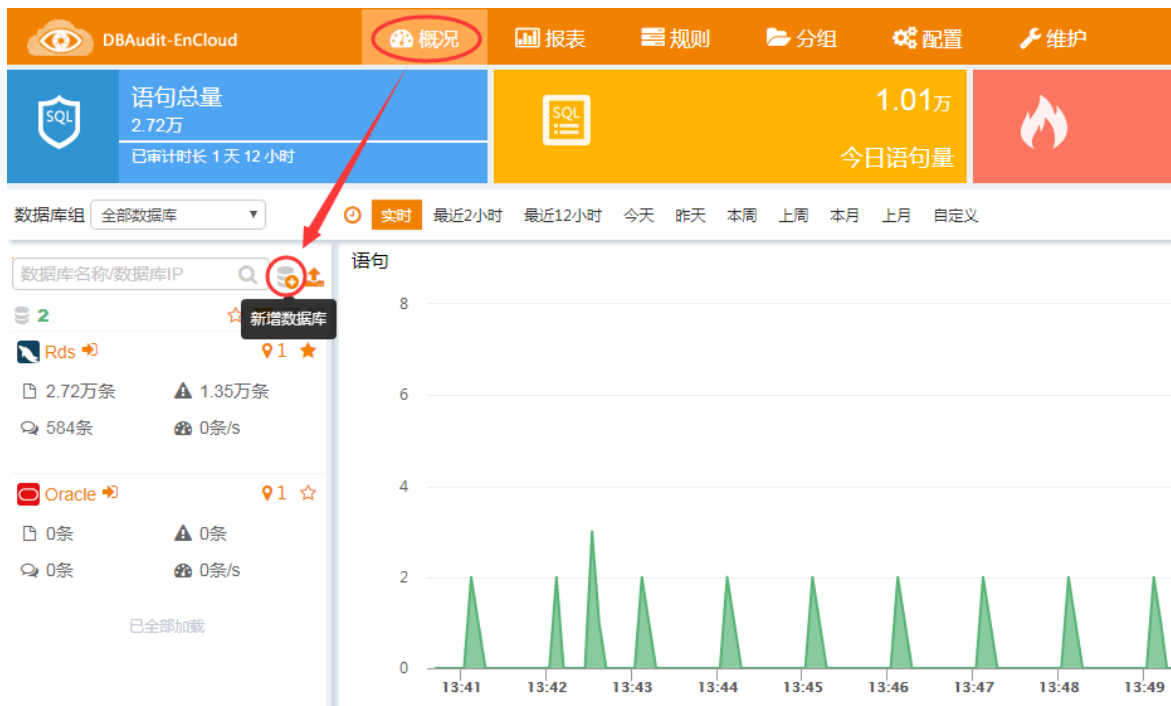 DBAudit-EnCloud 概况 报表 规则 分组 配置 维护
SQL
语句总量
2.72万
已审计时长 1 天 12 小时
SQL
1.01万
今日语句量
数据库组 全部数据库 实时 最近2小时 最近12小时 今天 昨天 本周 上周 本月 上月 自定义
数据库名称/数据库IP
新增数据库
2
Rds 1
2.72万条 1.35万条
584条 0条/s
Oracle 1
0条 0条
0条 0条/s
已全部加载
语句
8
6
4
2
0
13:41 13:42 13:43 13:44 13:45 13:46 13:47 13:48 13:49